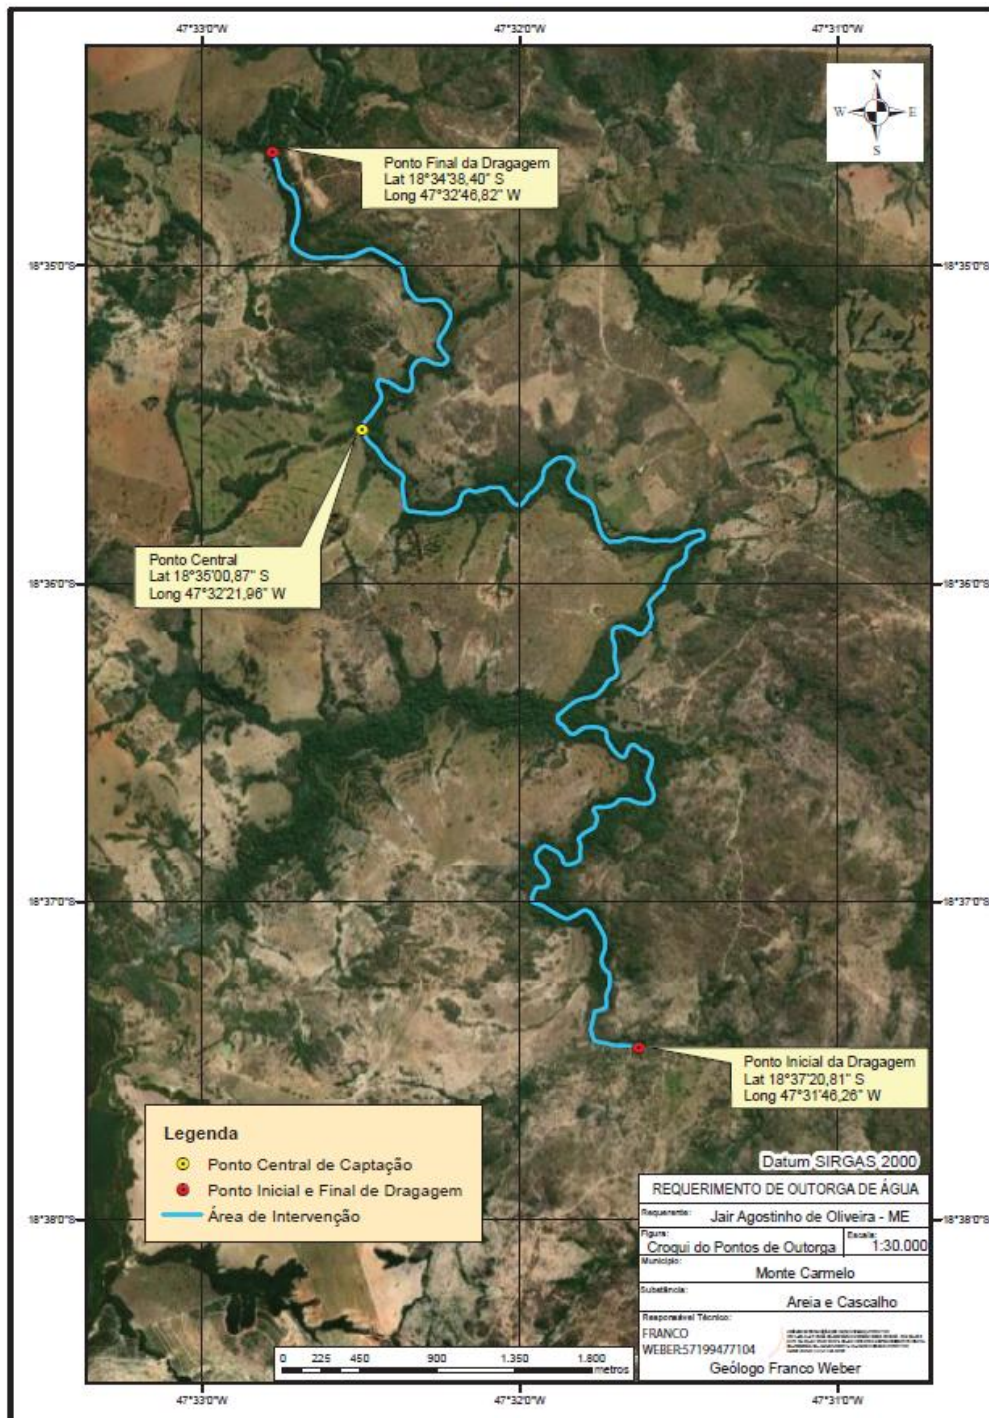 47°33'0"W 47°32'0"W 47°31'0"W
N
W E
S
Ponto Final da Dragagem
Lat 18°34'38,40" S
Long 47°32'46,82" W
18°35'0"S 18°35'0"S
Ponto Central
Lat 18°35'00,87" S
Long 47°32'21,96" W
18°36'0"S 18°36'0"S
18°37'0"S 18°37'0"S
Ponto Inicial da Dragagem
Lat 18°37'20,81" S
Long 47°31'46,26" W
Legenda
Ponto Central de Captação
Ponto Inicial e Final de Dragagem
Área de Intervenção
Datum SIRGAS 2000
REQUERIMENTO DE OUTORGA DE ÁGUA
Requerente: Jair Agostinho de Oliveira - ME
18°38'0"S 18°38'0"S
Figura: Escala:
Croqui do Pontos de Outorga 1:30.000
Município:
Monte Carmelo
Substância:
Areia e Cascalho
Responsável Técnico:
FRANCO
WEBER:57199477104
Geólogo Franco Weber
0 225 450 900 1.350 1.800
metros
47°33'0"W 47°32'0"W 47°31'0"W